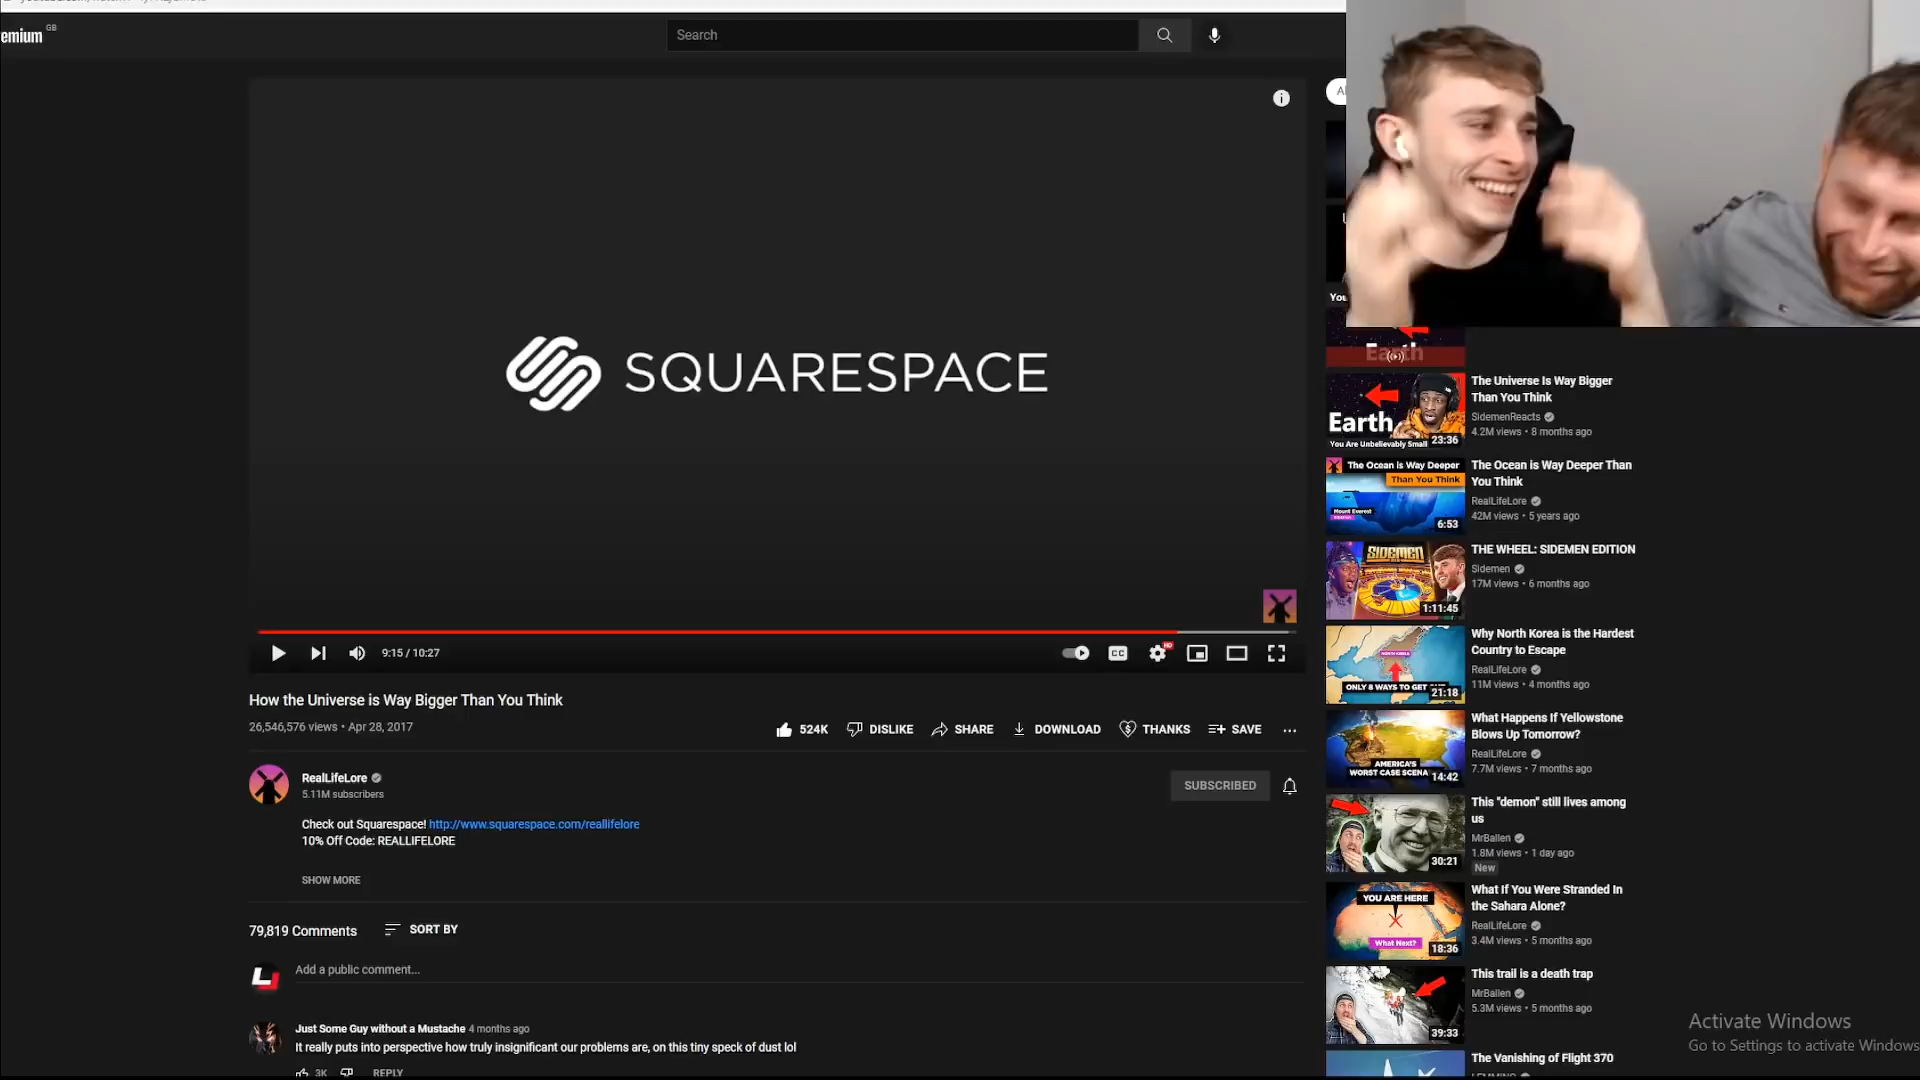 emium GB
Search
SQUARESPACE
9:15 / 10:27
CC
HD
How the Universe is Way Bigger Than You Think
26,546,576 views • Apr 28, 2017
524K
DISLIKE
SHARE
DOWNLOAD
THANKS
SAVE
RealLifeLore
5.11M subscribers
SUBSCRIBED
Check out Squarespace! http://www.squarespace.com/reallifelore
10% Off Code: REALLIFELORE
SHOW MORE
79,819 Comments
SORT BY
Add a public comment...
Just Some Guy without a Mustache 4 months ago
It really puts into perspective how truly insignificant our problems are, on this tiny speck of dust lol
3K
REPLY
You
Earth
Earth
You Are Unbelievably Small
23:36
The Universe Is Way Bigger
Than You Think
SidemenReacts
4.2M views • 8 months ago
The Ocean is Way Deeper
Than You Think
Mount Everest
6:53
The Ocean is Way Deeper Than
You Think
RealLifeLore
42M views • 5 years ago
SIDEMEN
1:11:45
THE WHEEL: SIDEMEN EDITION
Sidemen
17M views • 6 months ago
NORTH KOREA
ONLY 8 WAYS TO GET
21:18
Why North Korea is the Hardest
Country to Escape
RealLifeLore
11M views • 4 months ago
AMERICA'S
WORST CASE SCENA
14:42
What Happens If Yellowstone
Blows Up Tomorrow?
RealLifeLore
7.7M views • 7 months ago
30:21
This "demon" still lives among
us
MrBallen
1.8M views • 1 day ago
New
YOU ARE HERE
What Next?
18:36
What If You Were Stranded In
the Sahara Alone?
RealLifeLore
3.4M views • 5 months ago
39:33
This trail is a death trap
MrBallen
5.3M views • 5 months ago
The Vanishing of Flight 370
Activate Windows
Go to Settings to activate Windows